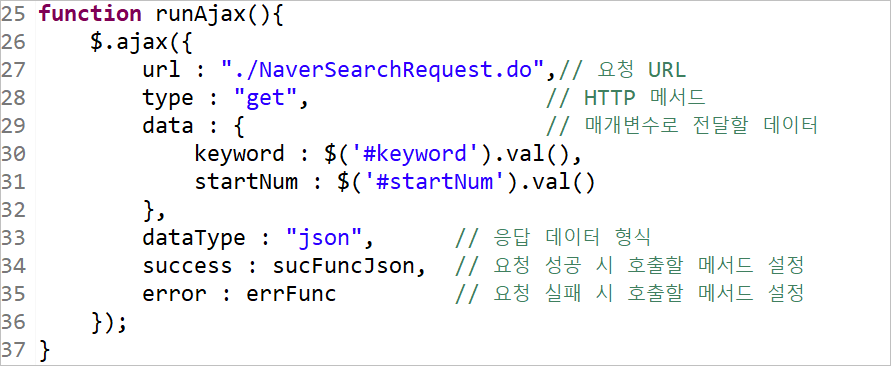 25 function runAjax(){
26     $.ajax({
27         url : "./NaverSearchRequest.do",// 요청 URL
28         type : "get",                  // HTTP 메서드
29         data : {                       // 매개변수로 전달할 데이터
30             keyword : $('#keyword').val(),
31             startNum : $('#startNum').val()
32         },
33         dataType : "json",      // 응답 데이터 형식
34         success : sucFuncJson,  // 요청 성공 시 호출할 메서드 설정
35         error : errFunc         // 요청 실패 시 호출할 메서드 설정
36     });
37 }